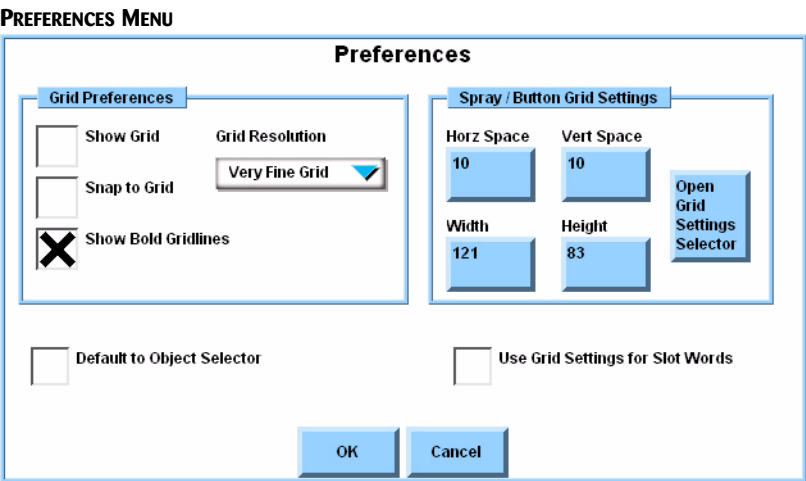 PREFERENCES MENU
Preferences
Grid Preferences
Show Grid
Grid Resolution
Very Fine Grid
Snap to Grid
Show Bold Gridlines
Spray / Button Grid Settings
Horz Space
Vert Space
10
10
Width
Height
121
83
Open
Grid
Settings
Selector
Default to Object Selector
Use Grid Settings for Slot Words
OK
Cancel